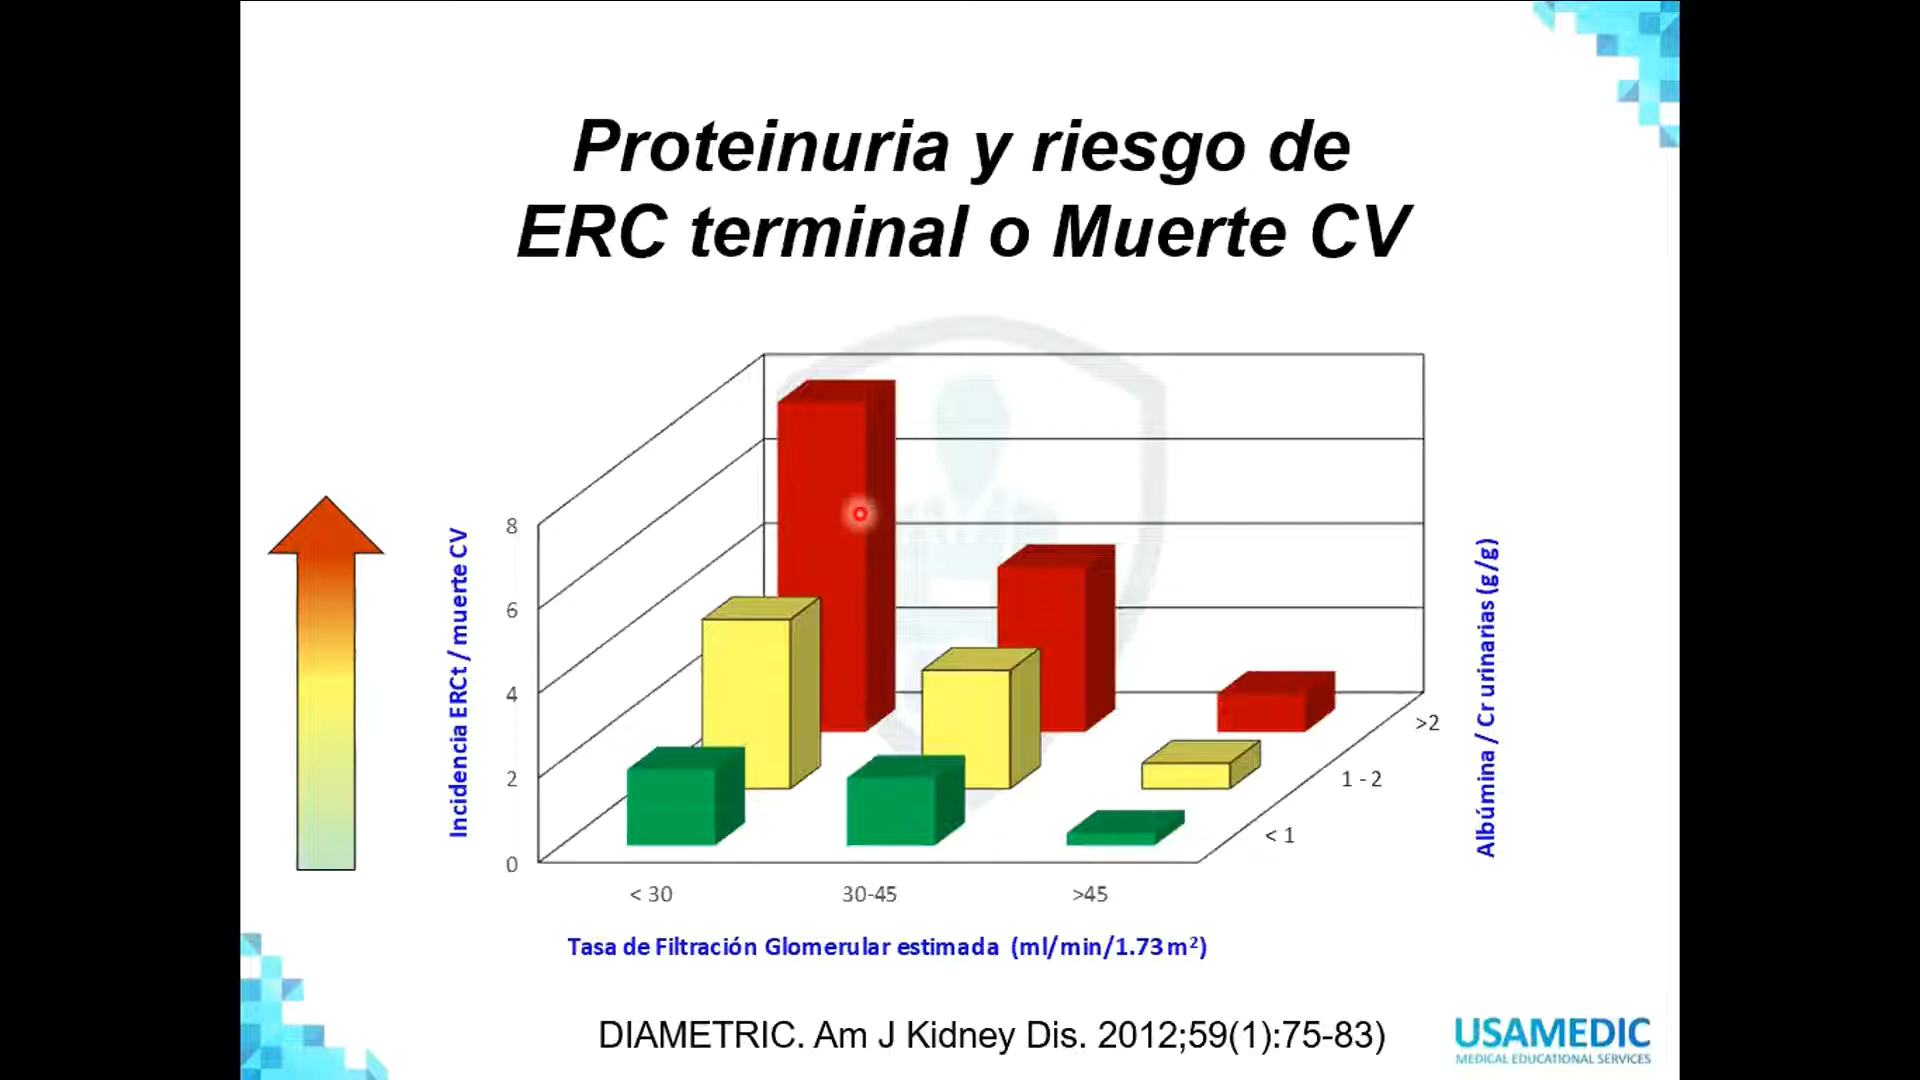 Proteinuria y riesgo de
ERC terminal o Muerte CV
Incidencia ERCt / muerte CV
8
6
4
2
0
< 30
30-45
>45
< 1
1 - 2
>2
Albúmina / Cr urinarias (g/g)
Tasa de Filtración Glomerular estimada (ml/min/1.73 m²)
DIAMETRIC. Am J Kidney Dis. 2012;59(1):75-83)
USAMEDIC
MEDICAL EDUCATIONAL SERVICES